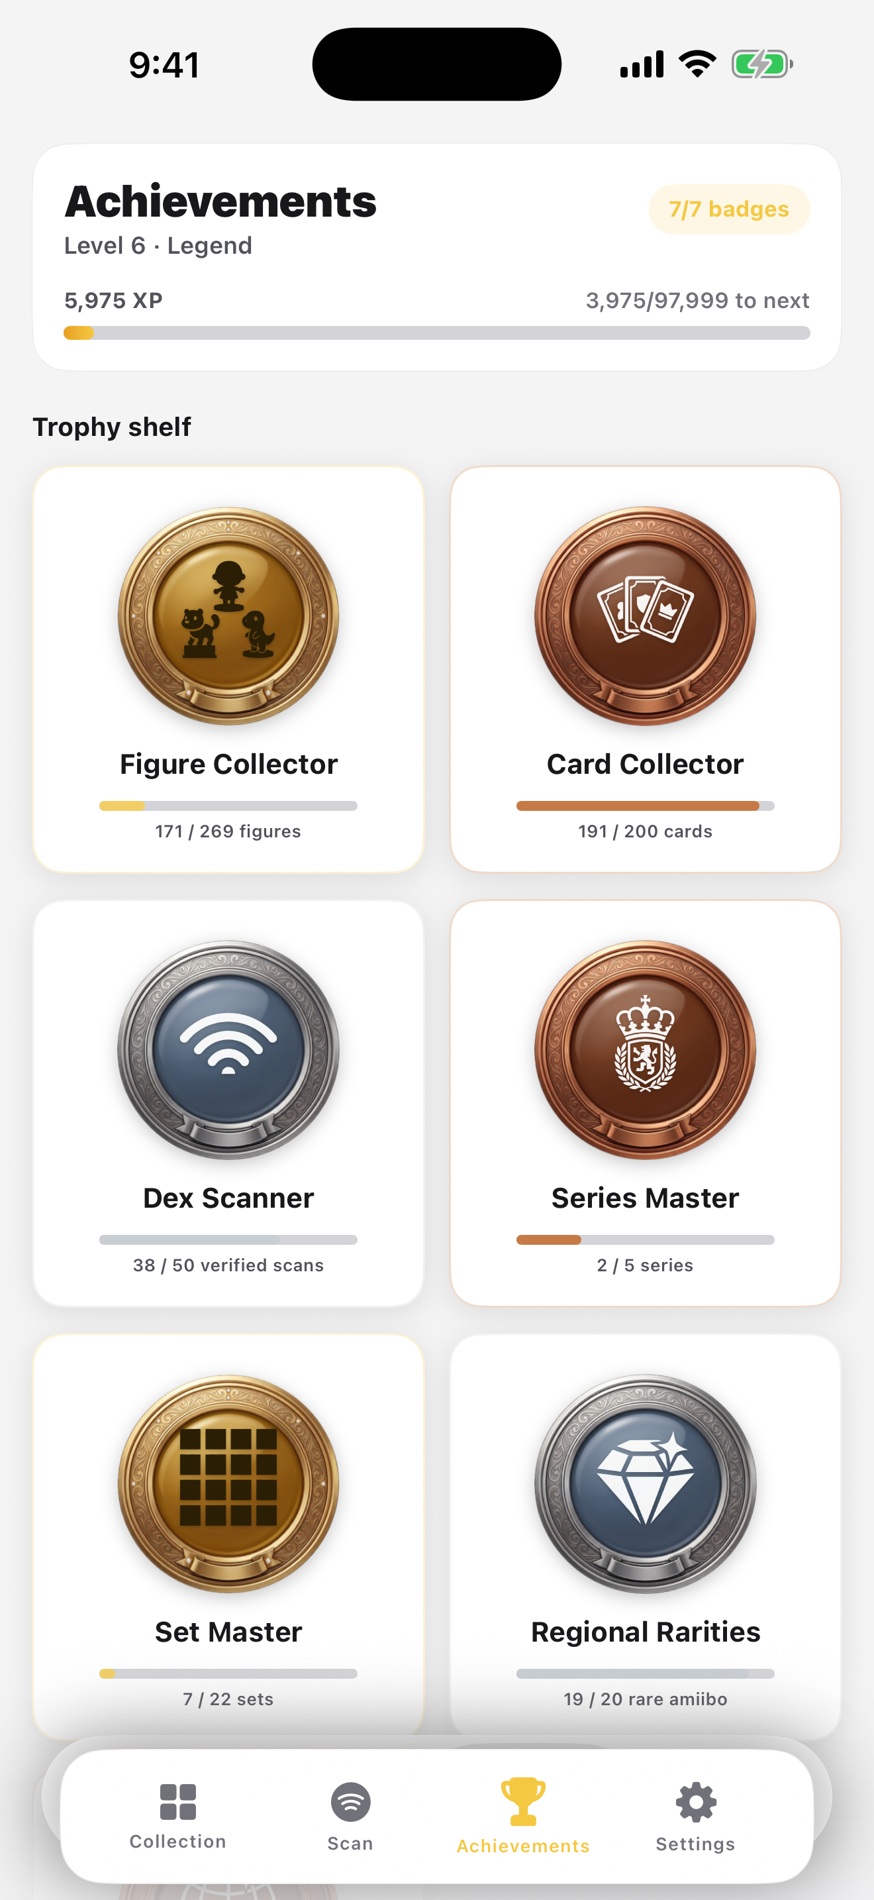 9:41
Achievements
7/7 badges
Level 6 · Legend
5,975 XP
3,975/97,999 to next
Trophy shelf
Figure Collector
171 / 269 figures
Card Collector
191 / 200 cards
Dex Scanner
38 / 50 verified scans
Series Master
2 / 5 series
Set Master
7 / 22 sets
Regional Rarities
19 / 20 rare amiibo
Collection
Scan
Achievements
Settings